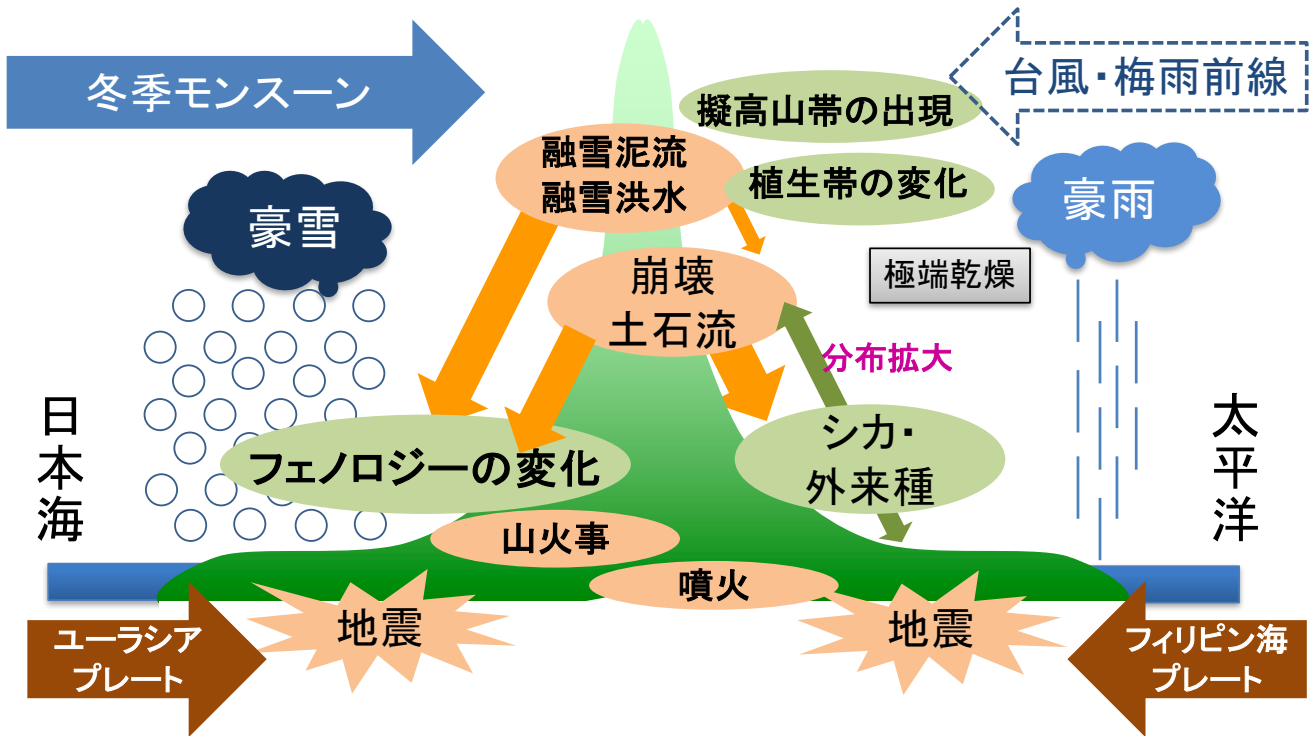 冬季モンスーン
台風・梅雨前線
擬高山帯の出現
融雪泥流
融雪洪水
植生帯の変化
豪雪
豪雨
崩壊
土石流
極端乾燥
分布拡大
日本海
太平洋
シカ・
外来種
フェノロジーの変化
山火事
噴火
地震
地震
ユーラシア
プレート
フィリピン海
プレート